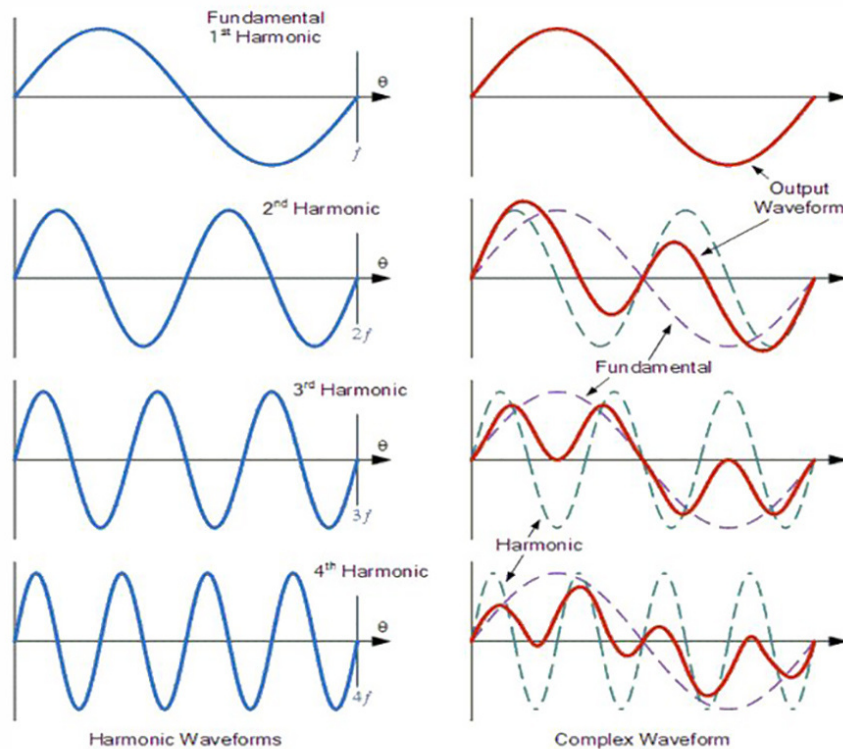 Fundamental
1st Harmonic
θ
f
Output
Waveform
2nd Harmonic
θ
2f
Fundamental
3rd Harmonic
θ
3f
Harmonic
4th Harmonic
θ
4f
Harmonic Waveforms
Complex Waveform